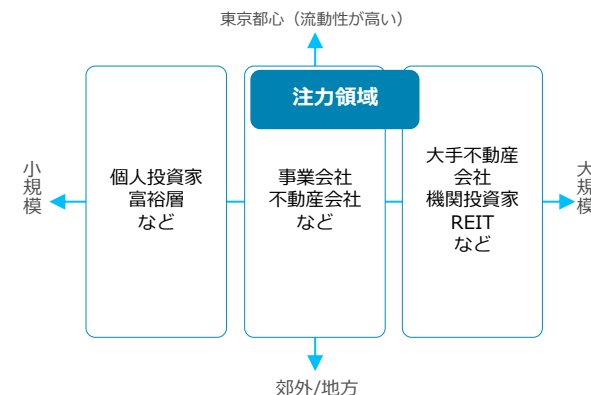 東京都心（流動性が高い）
注力領域
小規模
個人投資家
富裕層
など
事業会社
不動産会社
など
大手不動産
会社
機関投資家
REIT
など
大規模
郊外/地方